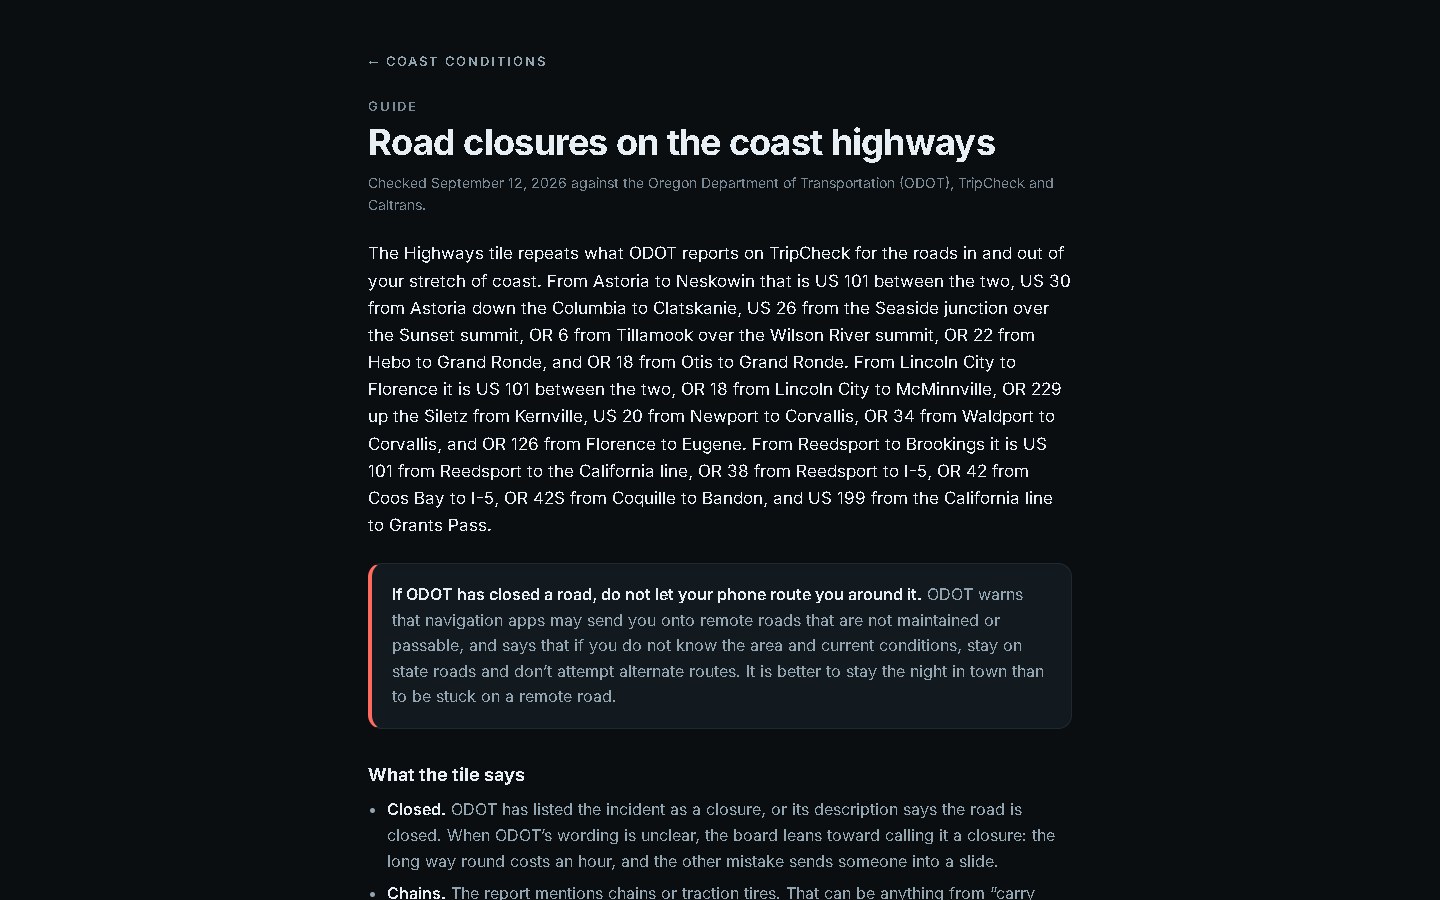 ← COAST CONDITIONS
GUIDE
Road closures on the coast highways
Checked September 12, 2026 against the Oregon Department of Transportation (ODOT), TripCheck and
Caltrans.
The Highways tile repeats what ODOT reports on TripCheck for the roads in and out of
your stretch of coast. From Astoria to Neskowin that is US 101 between the two, US 30
from Astoria down the Columbia to Clatskanie, US 26 from the Seaside junction over
the Sunset summit, OR 6 from Tillamook over the Wilson River summit, OR 22 from
Hebo to Grand Ronde, and OR 18 from Otis to Grand Ronde. From Lincoln City to
Florence it is US 101 between the two, OR 18 from Lincoln City to McMinnville, OR 229
up the Siletz from Kernville, US 20 from Newport to Corvallis, OR 34 from Waldport to
Corvallis, and OR 126 from Florence to Eugene. From Reedsport to Brookings it is US
101 from Reedsport to the California line, OR 38 from Reedsport to I-5, OR 42 from
Coos Bay to I-5, OR 42S from Coquille to Bandon, and US 199 from the California line
to Grants Pass.
If ODOT has closed a road, do not let your phone route you around it. ODOT warns
that navigation apps may send you onto remote roads that are not maintained or
passable, and says that if you do not know the area and current conditions, stay on
state roads and don’t attempt alternate routes. It is better to stay the night in town than
to be stuck on a remote road.
What the tile says
• Closed. ODOT has listed the incident as a closure, or its description says the road is
closed. When ODOT’s wording is unclear, the board leans toward calling it a closure: the
long way round costs an hour, and the other mistake sends someone into a slide.
• Chains. The report mentions chains or traction tires. That can be anything from “carry